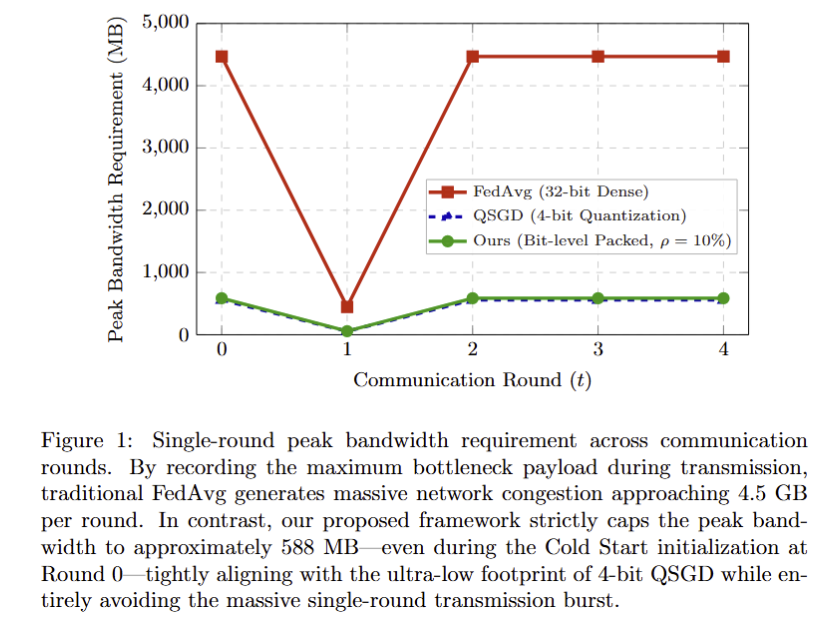 5,000
4,000
3,000
2,000
1,000
0
Peak Bandwidth Requirement (MB)
FedAvg (32-bit Dense)
QSGD (4-bit Quantization)
Ours (Bit-level Packed, ρ = 10%)
0 1 2 3 4
Communication Round (t)
Figure 1: Single-round peak bandwidth requirement across communication
rounds. By recording the maximum bottleneck payload during transmission,
traditional FedAvg generates massive network congestion approaching 4.5 GB
per round. In contrast, our proposed framework strictly caps the peak band-
width to approximately 588 MB—even during the Cold Start initialization at
Round 0—tightly aligning with the ultra-low footprint of 4-bit QSGD while en-
tirely avoiding the massive single-round transmission burst.